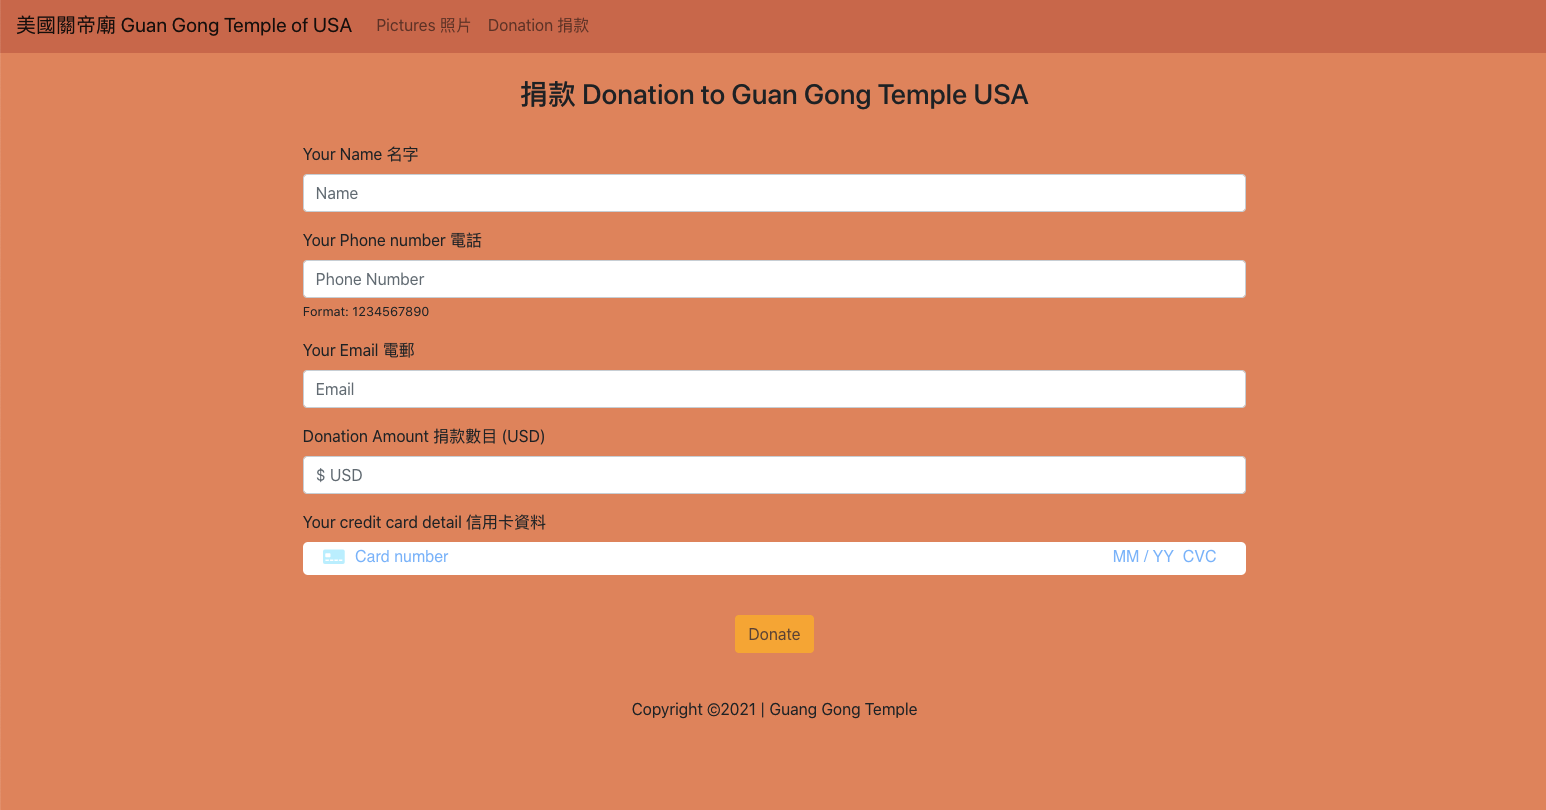 美國關帝廟 Guan Gong Temple of USA Pictures 照片 Donation 捐款
捐款 Donation to Guan Gong Temple USA
Your Name 名字
Name
Your Phone number 電話
Phone Number
Format: 1234567890
Your Email 電郵
Email
Donation Amount 捐款數目 (USD)
$ USD
Your credit card detail 信用卡資料
Card number MM / YY CVC
Donate
Copyright ©2021 | Guang Gong Temple